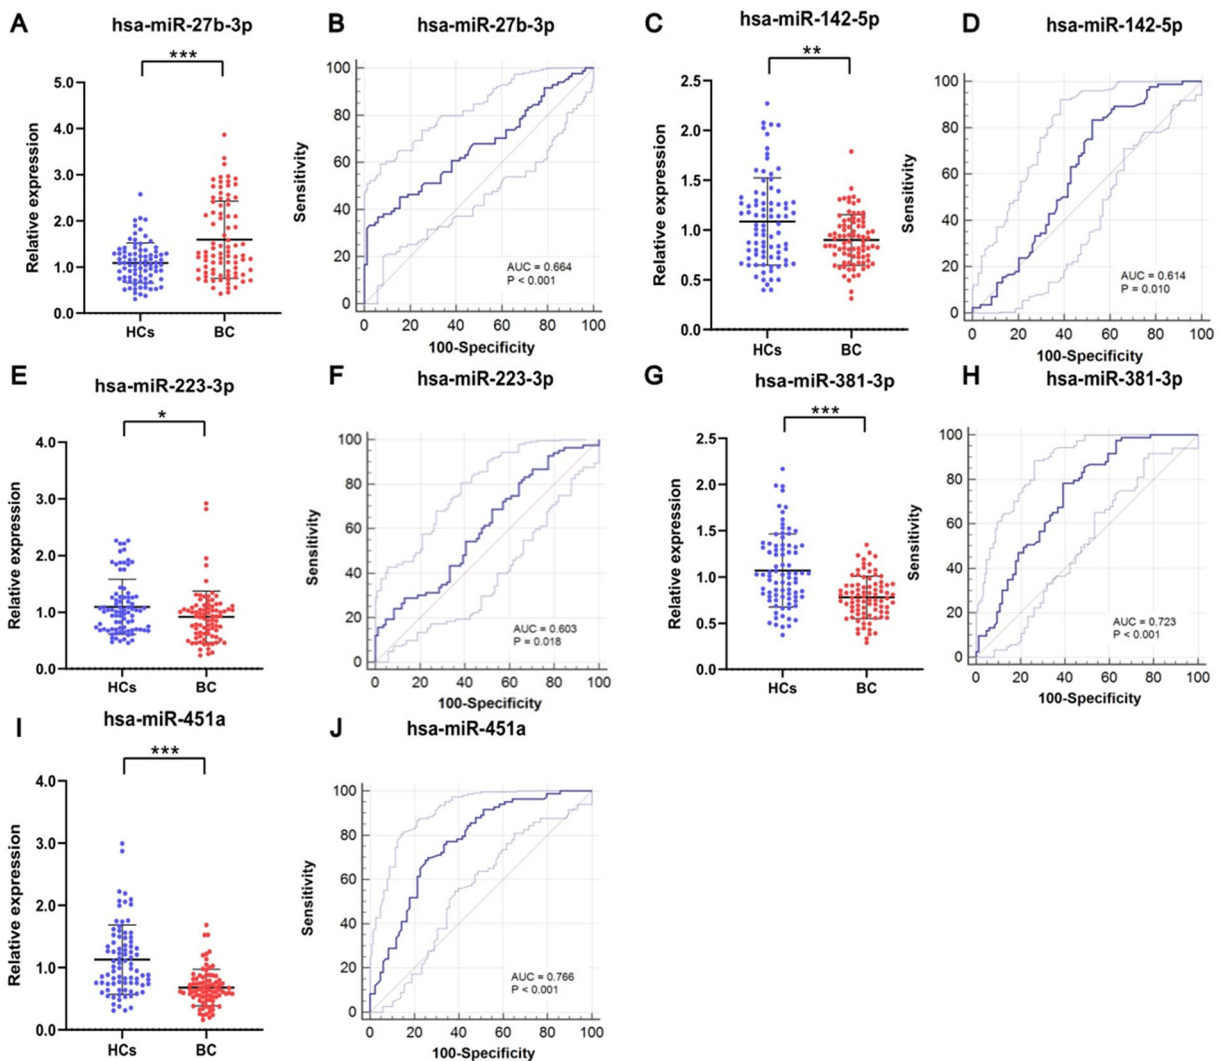 A
hsa-miR-27b-3p
***
Relative expression
5.0
4.0
3.0
2.0
1.0
0.0
HCs
BC
B
hsa-miR-27b-3p
Sensitivity
100
80
60
40
20
0
AUC = 0.664
P < 0.001
0 20 40 60 80 100
100-Specificity
C
hsa-miR-142-5p
**
Relative expression
2.5
2.0
1.5
1.0
0.5
0.0
HCs
BC
D
hsa-miR-142-5p
Sensitivity
100
80
60
40
20
0
AUC = 0.614
P = 0.010
0 20 40 60 80 100
100-Specificity
E
hsa-miR-223-3p
*
Relative expression
4.0
3.0
2.0
1.0
0.0
HCs
BC
F
hsa-miR-223-3p
Sensitivity
100
80
60
40
20
0
AUC = 0.603
P = 0.018
0 20 40 60 80 100
100-Specificity
G
hsa-miR-381-3p
***
Relative expression
2.5
2.0
1.5
1.0
0.5
0.0
HCs
BC
H
hsa-miR-381-3p
Sensitivity
100
80
60
40
20
0
AUC = 0.723
P < 0.001
0 20 40 60 80 100
100-Specificity
I
hsa-miR-451a
***
Relative expression
4.0
3.0
2.0
1.0
0.0
HCs
BC
J
hsa-miR-451a
Sensitivity
100
80
60
40
20
0
AUC = 0.766
P < 0.001
0 20 40 60 80 100
100-Specificity